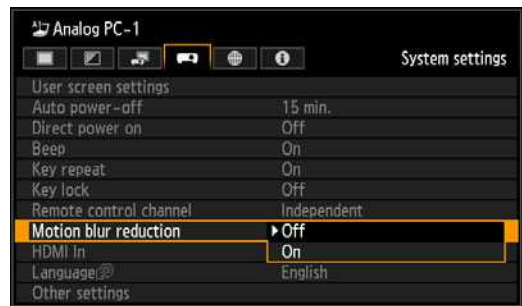 Analog PC-1
System settings
User screen settings
Auto power-off 15 min.
Direct power on Off
Beep On
Key repeat On
Key lock Off
Remote control channel Independent
Motion blur reduction Off
HDMI In On
Language English
Other settings